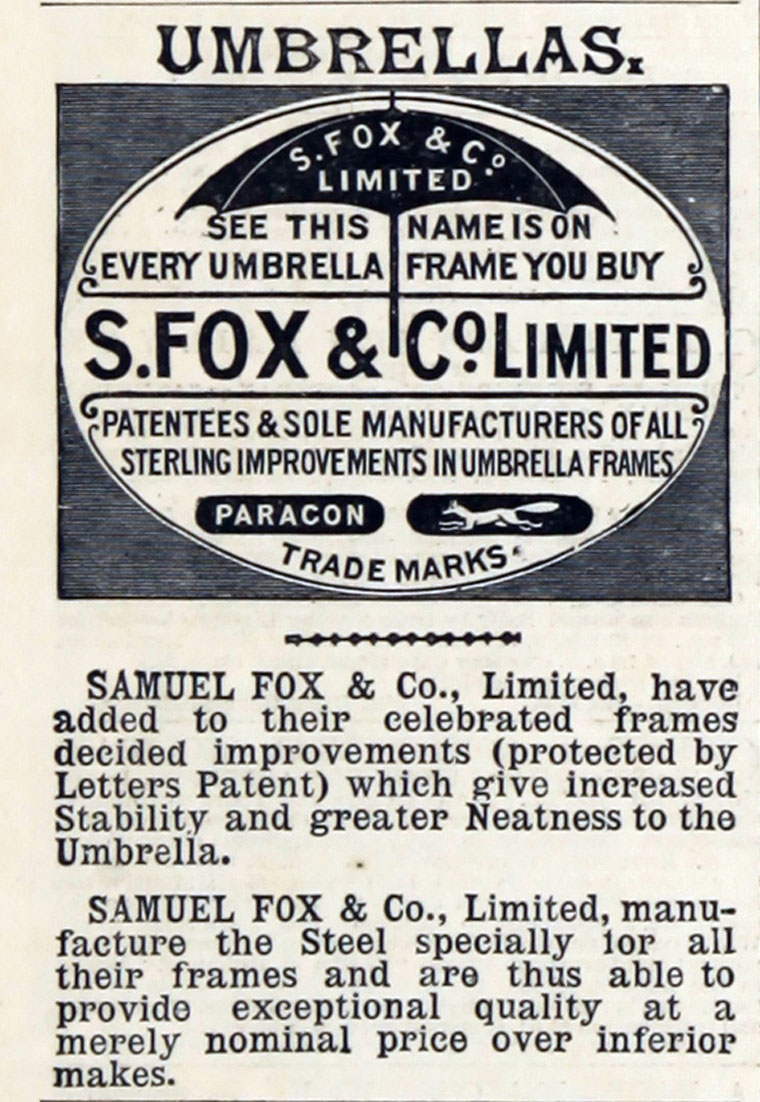 UMBRELLAS.
S. FOX & Co.
LIMITED
SEE THIS NAME IS ON
EVERY UMBRELLA FRAME YOU BUY
S. FOX & Co. LIMITED
PATENTEES & SOLE MANUFACTURERS OF ALL
STERLING IMPROVEMENTS IN UMBRELLA FRAMES
PARACON
TRADE MARKS
SAMUEL FOX & Co., Limited, have
added to their celebrated frames
decided improvements (protected by
Letters Patent) which give increased
Stability and greater Neatness to the
Umbrella.
SAMUEL FOX & Co., Limited, manu-
facture the Steel specially for all
their frames and are thus able to
provide exceptional quality at a
merely nominal price over inferior
makes.